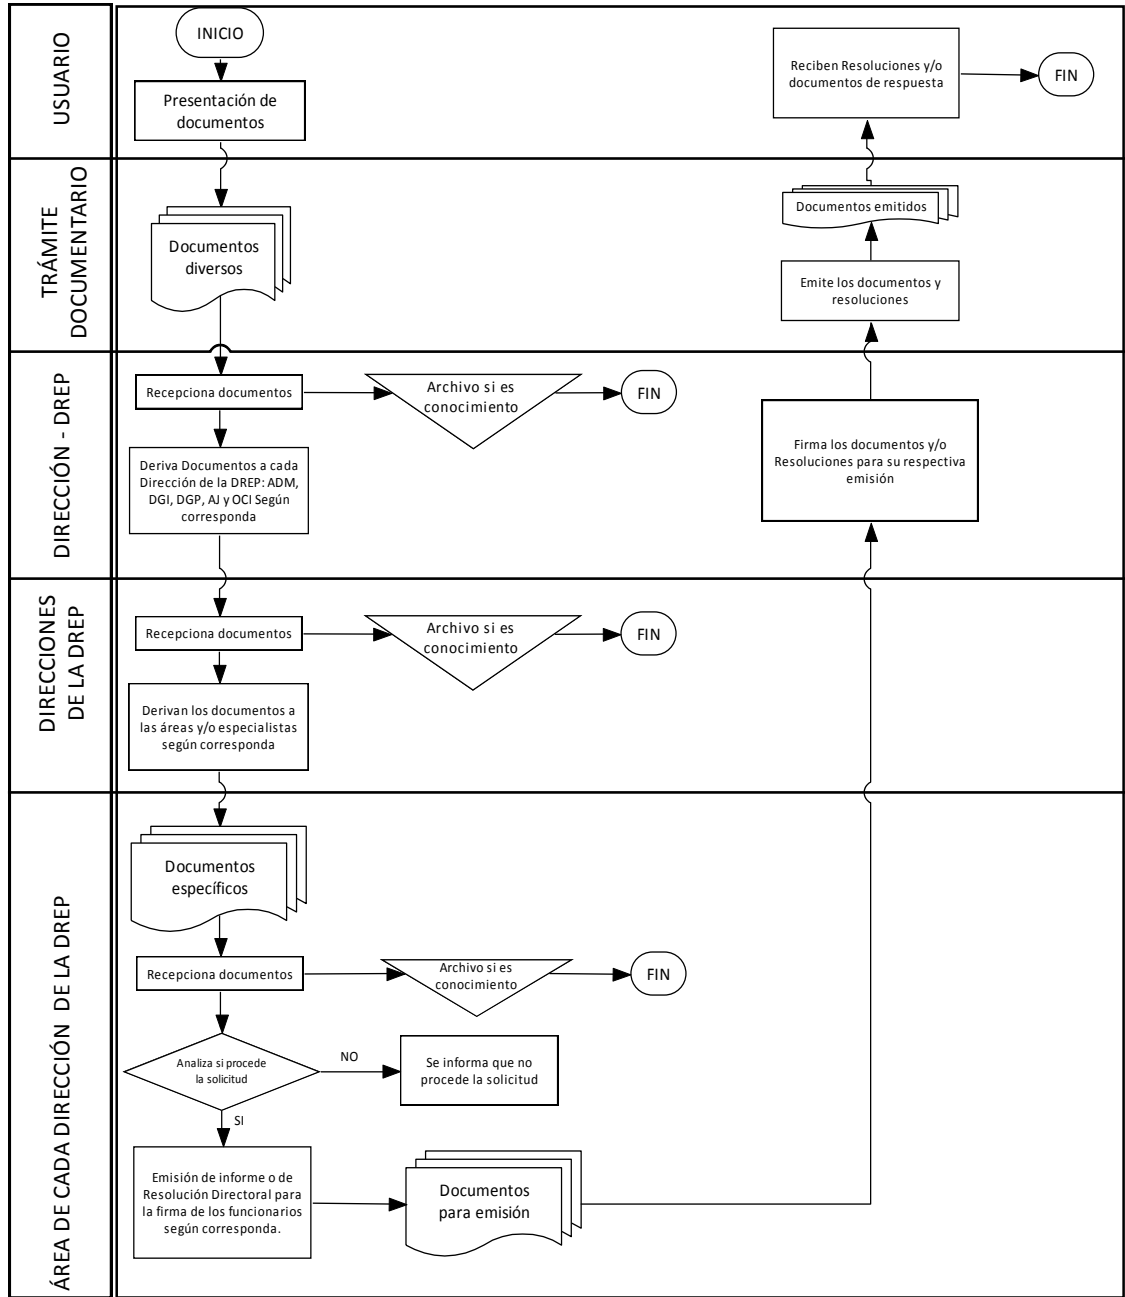 USUARIO
INICIO
Presentación de
documentos
Reciben Resoluciones y/o
documentos de respuesta
FIN
TRÁMITE
DOCUMENTARIO
Documentos
diversos
Documentos emitidos
Emite los documentos y
resoluciones
DIRECCIÓN - DREP
Recepciona documentos
Archivo si es
conocimiento
FIN
Deriva Documentos a cada
Dirección de la DREP: ADM,
DGI, DGP, AJ y OCI Según
corresponda
Firma los documentos y/o
Resoluciones para su respectiva
emisión
DIRECCIONES
DE LA DREP
Recepciona documentos
Archivo si es
conocimiento
FIN
Derivan los documentos a
las áreas y/o especialistas
según corresponda
ÁREA DE CADA DIRECCIÓN DE LA DREP
Documentos
específicos
Recepciona documentos
Archivo si es
conocimiento
FIN
Analiza si procede
la solicitud
NO
Se informa que no
procede la solicitud
SI
Emisión de informe o de
Resolución Directoral para
la firma de los funcionarios
según corresponda.
Documentos
para emisión